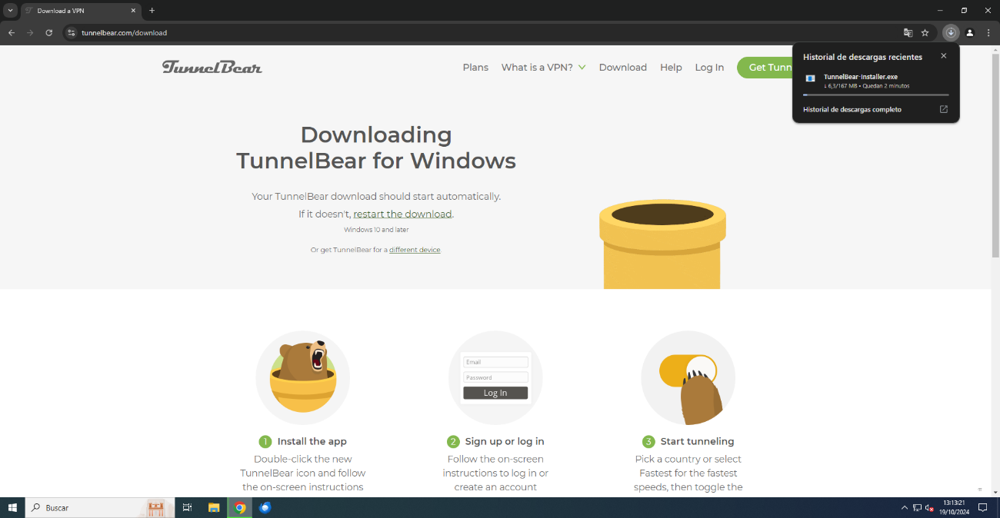 Download a VPN
tunnelbear.com/download
TunnelBear
Plans
What is a VPN?
Download
Help
Log In
Get Tunn
Historial de descargas recientes
TunnelBear-Installer.exe
↓ 6,3/167 MB • Quedan 2 minutos
Historial de descargas completo
Downloading
TunnelBear for Windows
Your TunnelBear download should start automatically.
If it doesn't, restart the download.
Windows 10 and later
Or get TunnelBear for a different device
Email
Password
Log In
1 Install the app
Double-click the new
TunnelBear icon and follow
the on-screen instructions
2 Sign up or log in
Follow the on-screen
instructions to log in or
create an account
3 Start tunneling
Pick a country or select
Fastest for the fastest
speeds, then toggle the
Buscar
13:13:21
19/10/2024